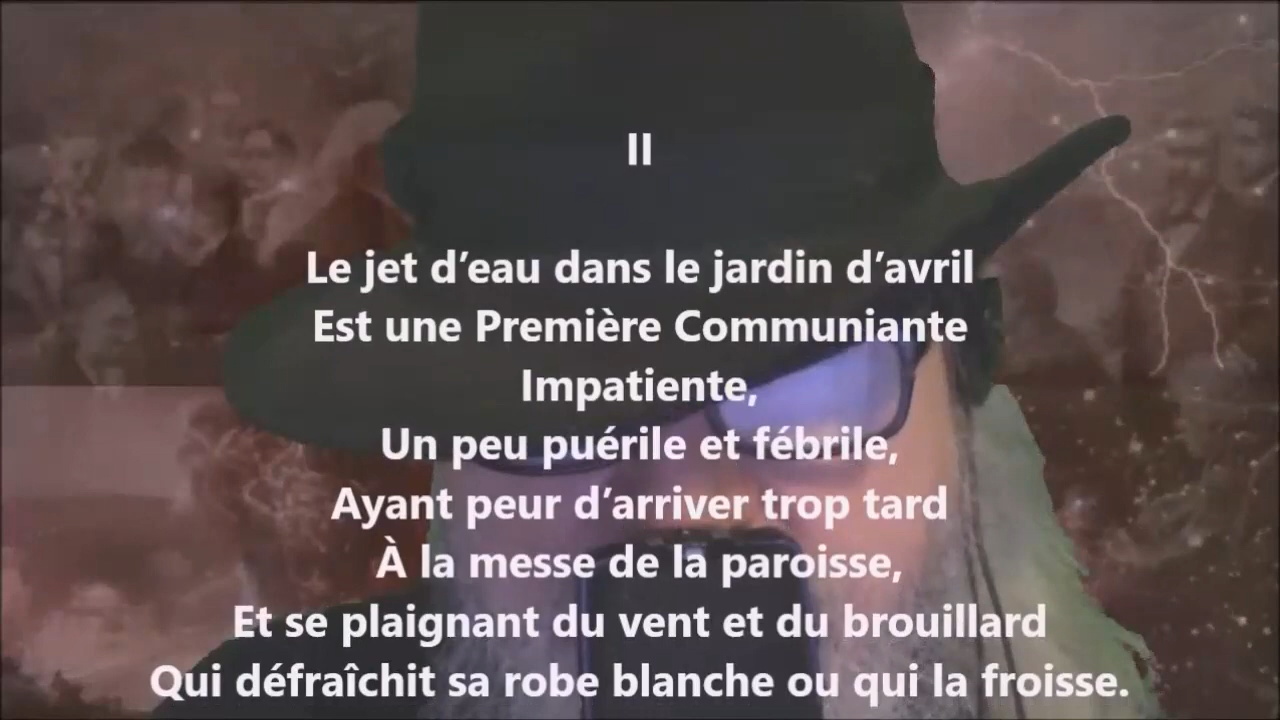 II
Le jet d’eau dans le jardin d’avril
Est une Première Communiante
Impatiente,
Un peu puérile et fébrile,
Ayant peur d’arriver trop tard
À la messe de la paroisse,
Et se plaignant du vent et du brouillard
Qui défraîchit sa robe blanche ou qui la froisse.